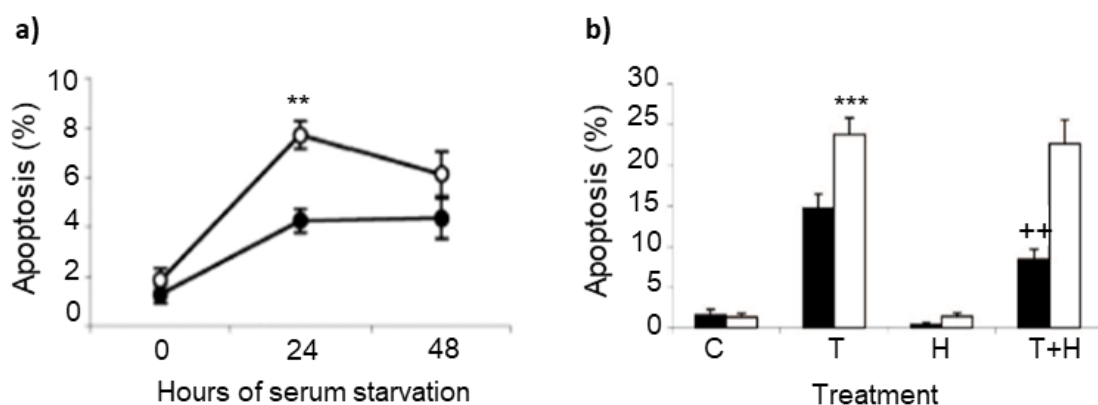 a)
10
8
6
4
2
0
Apoptosis (%)
**
0 24 48
Hours of serum starvation
b)
30
25
20
15
10
5
0
Apoptosis (%)
***
++
C T H T+H
Treatment